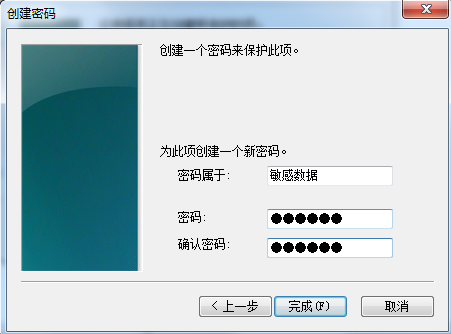 创建密码
创建一个密码来保护此项。
为此项创建一个新密码。
密码属于: 敏感数据
密码: ●●●●●●
确认密码: ●●●●●●
< 上一步 完成(F) 取消